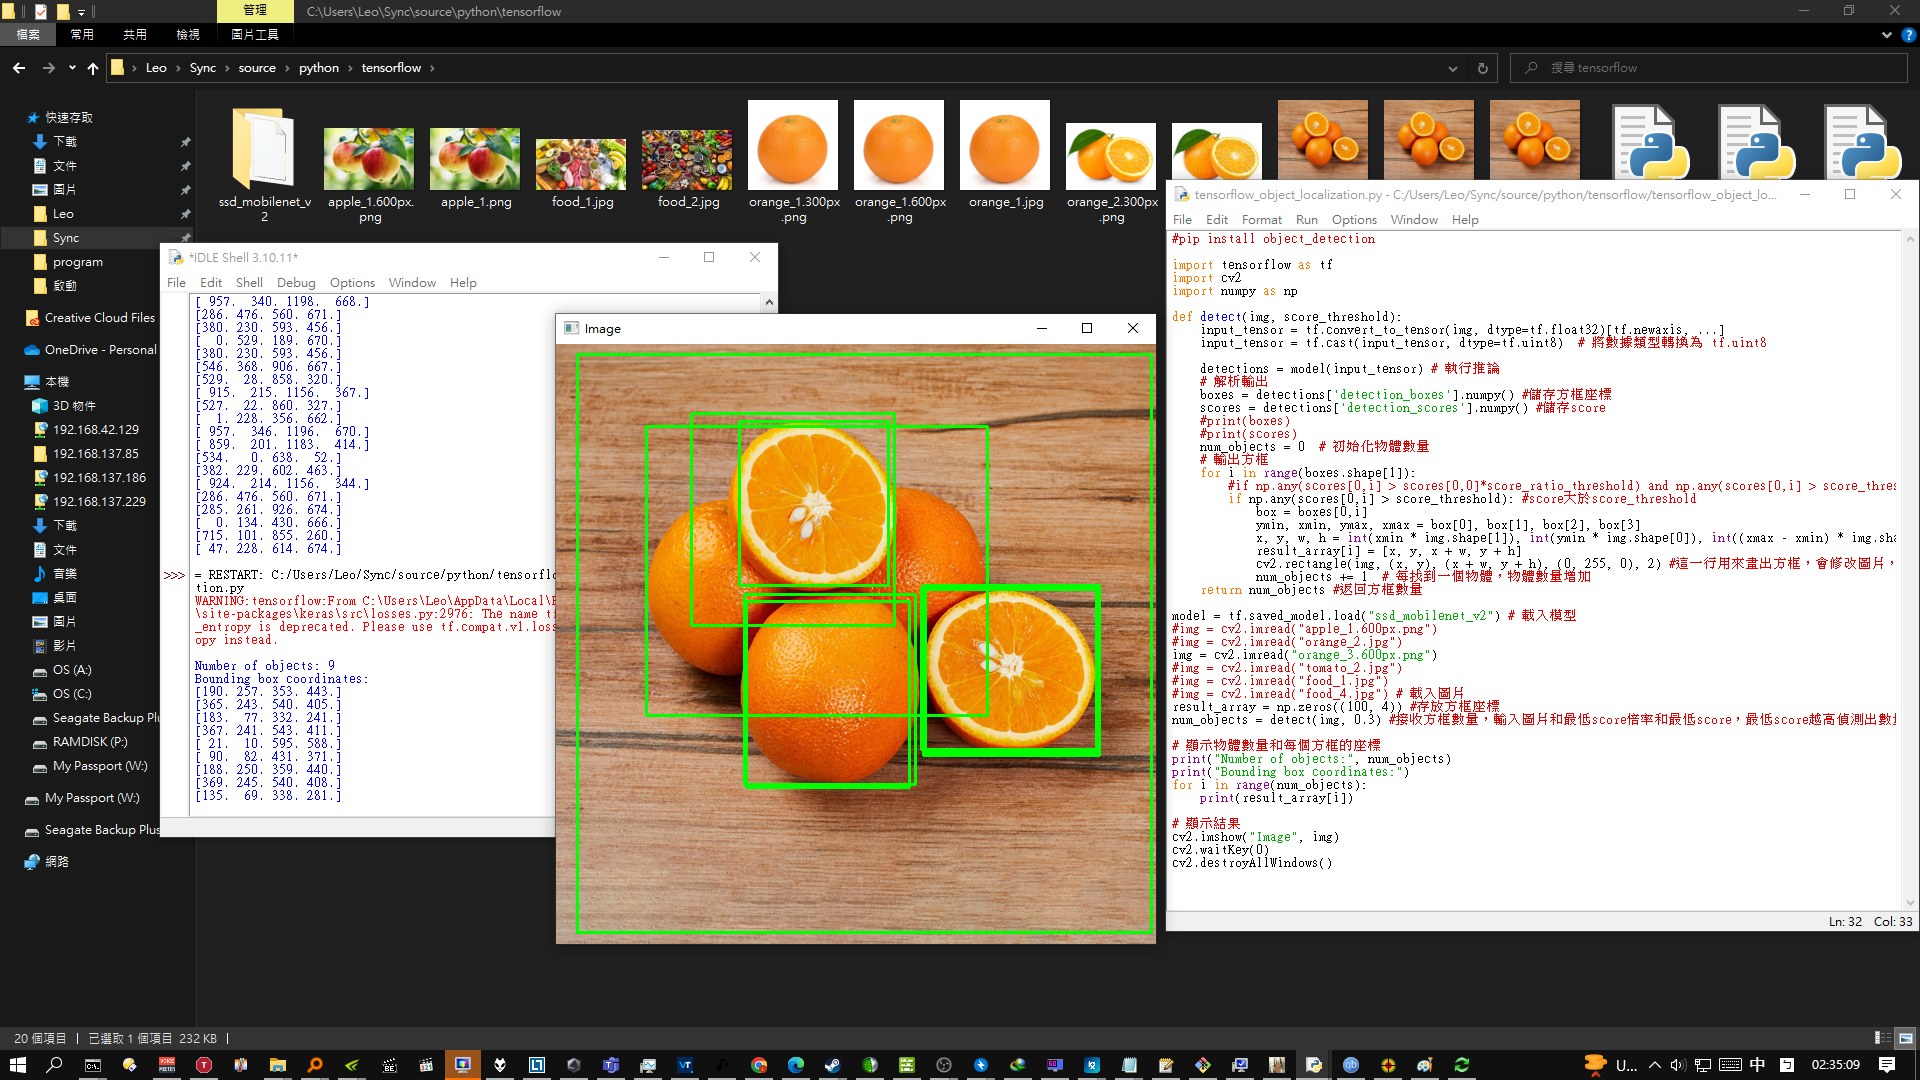 管理
C:\Users\Leo\Sync\source\python\tensorflow
檔案
常用
共用
檢視
圖片工具
Leo › Sync › source › python › tensorflow ›
搜尋 tensorflow
快速存取
下載
文件
圖片
Leo
Sync
program
啟動
Creative Cloud Files
OneDrive - Personal
本機
3D 物件
192.168.42.129
192.168.137.85
192.168.137.186
192.168.137.229
下載
文件
音樂
桌面
圖片
影片
OS (A:)
OS (C:)
Seagate Backup Plu
RAMDISK (P:)
My Passport (W:)
My Passport (W:)
Seagate Backup Plus
網路
ssd_mobilenet_v2
apple_1.600px.png
apple_1.png
food_1.jpg
food_2.jpg
orange_1.300px.png
orange_1.600px.png
orange_1.jpg
orange_2.300px.png
*IDLE Shell 3.10.11*
File Edit Shell Debug Options Window Help
[ 957.  340. 1198.  668.]
[286. 476. 560. 671.]
[380. 230. 593. 456.]
[  0. 529. 189. 670.]
[380. 230. 593. 456.]
[546. 368. 906. 667.]
[529.  28. 858. 320.]
[ 915.  215. 1156.  367.]
[527.  22. 860. 327.]
[  1. 228. 356. 662.]
[ 957.  346. 1196.  670.]
[ 859.  201. 1183.  414.]
[534.   0. 638.  52.]
[382. 229. 602. 463.]
[ 924.  214. 1156.  344.]
[286. 476. 560. 671.]
[285. 261. 926. 674.]
[  0. 134. 430. 666.]
[715. 101. 855. 260.]
[ 47. 228. 614. 674.]
>>> = RESTART: C:/Users/Leo/Sync/source/python/tensorflo
tion.py
WARNING:tensorflow:From C:\Users\Leo\AppData\Local\
\site-packages\keras\src\losses.py:2976: The name t
_entropy is deprecated. Please use tf.compat.v1.loss
opy instead.
Number of objects: 9
Bounding box coordinates:
[190. 257. 353. 443.]
[365. 243. 540. 405.]
[183.  77. 332. 241.]
[367. 241. 543. 411.]
[ 21.  10. 595. 588.]
[ 90.  82. 431. 371.]
[188. 250. 359. 440.]
[369. 245. 540. 408.]
[135.  69. 338. 281.]
Image
tensorflow_object_localization.py - C:/Users/Leo/Sync/source/python/tensorflow/tensorflow_object_lo...
File Edit Format Run Options Window Help
#pip install object_detection
import tensorflow as tf
import cv2
import numpy as np
def detect(img, score_threshold):
    input_tensor = tf.convert_to_tensor(img, dtype=tf.float32)[tf.newaxis, ...]
    input_tensor = tf.cast(input_tensor, dtype=tf.uint8)  # 將數據類型轉換為 tf.uint8
    detections = model(input_tensor) # 執行推論
    # 解析輸出
    boxes = detections['detection_boxes'].numpy() #儲存方框座標
    scores = detections['detection_scores'].numpy() #儲存score
    #print(boxes)
    #print(scores)
    num_objects = 0  # 初始化物體數量
    # 輸出方框
    for i in range(boxes.shape[1]):
        #if np.any(scores[0,i] > scores[0,0]*score_ratio_threshold) and np.any(scores[0,i] > score_thres
        if np.any(scores[0,i] > score_threshold): #score大於score_threshold
            box = boxes[0,i]
            ymin, xmin, ymax, xmax = box[0], box[1], box[2], box[3]
            x, y, w, h = int(xmin * img.shape[1]), int(ymin * img.shape[0]), int((xmax - xmin) * img.sha
            result_array[i] = [x, y, x + w, y + h]
            cv2.rectangle(img, (x, y), (x + w, y + h), (0, 255, 0), 2) #這一行用來畫出方框，會修改圖片，
            num_objects += 1  # 每找到一個物體，物體數量增加
    return num_objects #返回方框數量
model = tf.saved_model.load("ssd_mobilenet_v2") # 載入模型
#img = cv2.imread("apple_1.600px.png")
#img = cv2.imread("orange_2.jpg")
img = cv2.imread("orange_3.600px.png")
#img = cv2.imread("tomato_2.jpg")
#img = cv2.imread("food_1.jpg")
#img = cv2.imread("food_4.jpg") # 載入圖片
result_array = np.zeros((100, 4)) #存放方框座標
num_objects = detect(img, 0.3) #接收方框數量，輸入圖片和最低score倍率和最低score，最低score越高偵測出數
# 顯示物體數量和每個方框的座標
print("Number of objects:", num_objects)
print("Bounding box coordinates:")
for i in range(num_objects):
    print(result_array[i])
# 顯示結果
cv2.imshow("Image", img)
cv2.waitKey(0)
cv2.destroyAllWindows()
Ln: 32 Col: 33
20 個項目
已選取 1 個項目 232 KB
U...
中
02:35:09